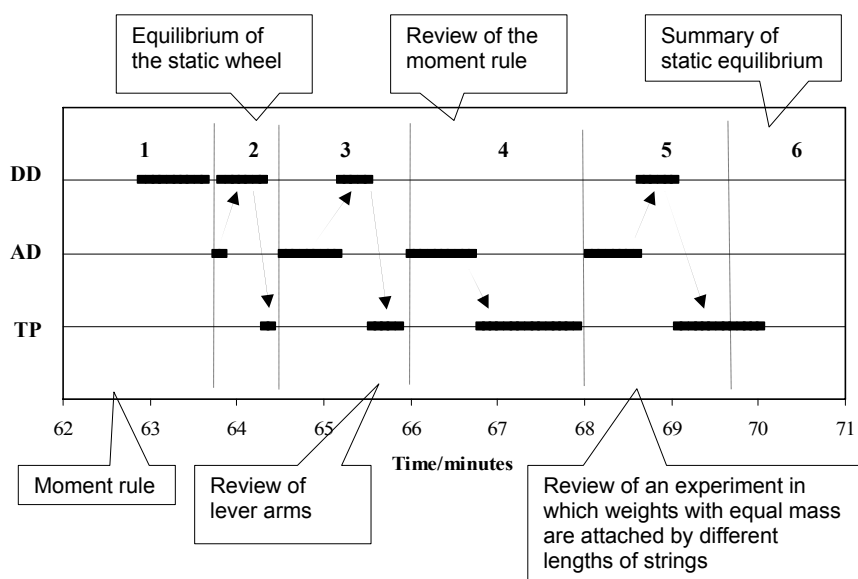 Equilibrium of
the static wheel
Review of the
moment rule
Summary of
static equilibrium
1
2
3
4
5
6
DD
AD
TP
62
63
64
65
66
67
68
69
70
71
Time/minutes
Moment rule
Review of
lever arms
Review of an experiment in
which weights with equal mass
are attached by different
lengths of strings